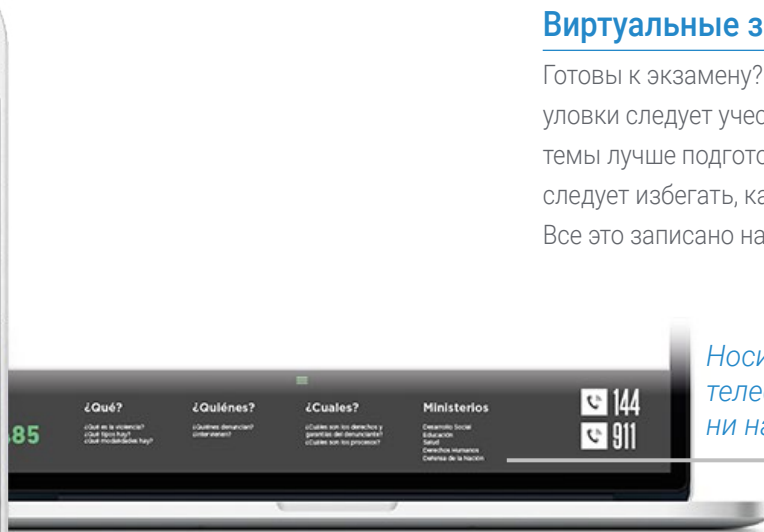 Виртуальные з
Готовы к экзамену?
уловки следует учес
темы лучше подгото
следует избегать, ка
Все это записано на
Носи
теле
ни на
85
¿Qué?
¿Qué es la violencia?
¿Qué tipos hay?
¿Qué modalidades hay?
¿Quiénes?
¿Quiénes denuncian?
¿Intervienen?
¿Cuales?
¿Cuáles son los derechos y
garantías del denunciante?
¿Cuáles son los procesos?
Ministerios
Desarrollo Social
Educación
Salud
Derechos Humanos
Defensa de la Nación
144
911